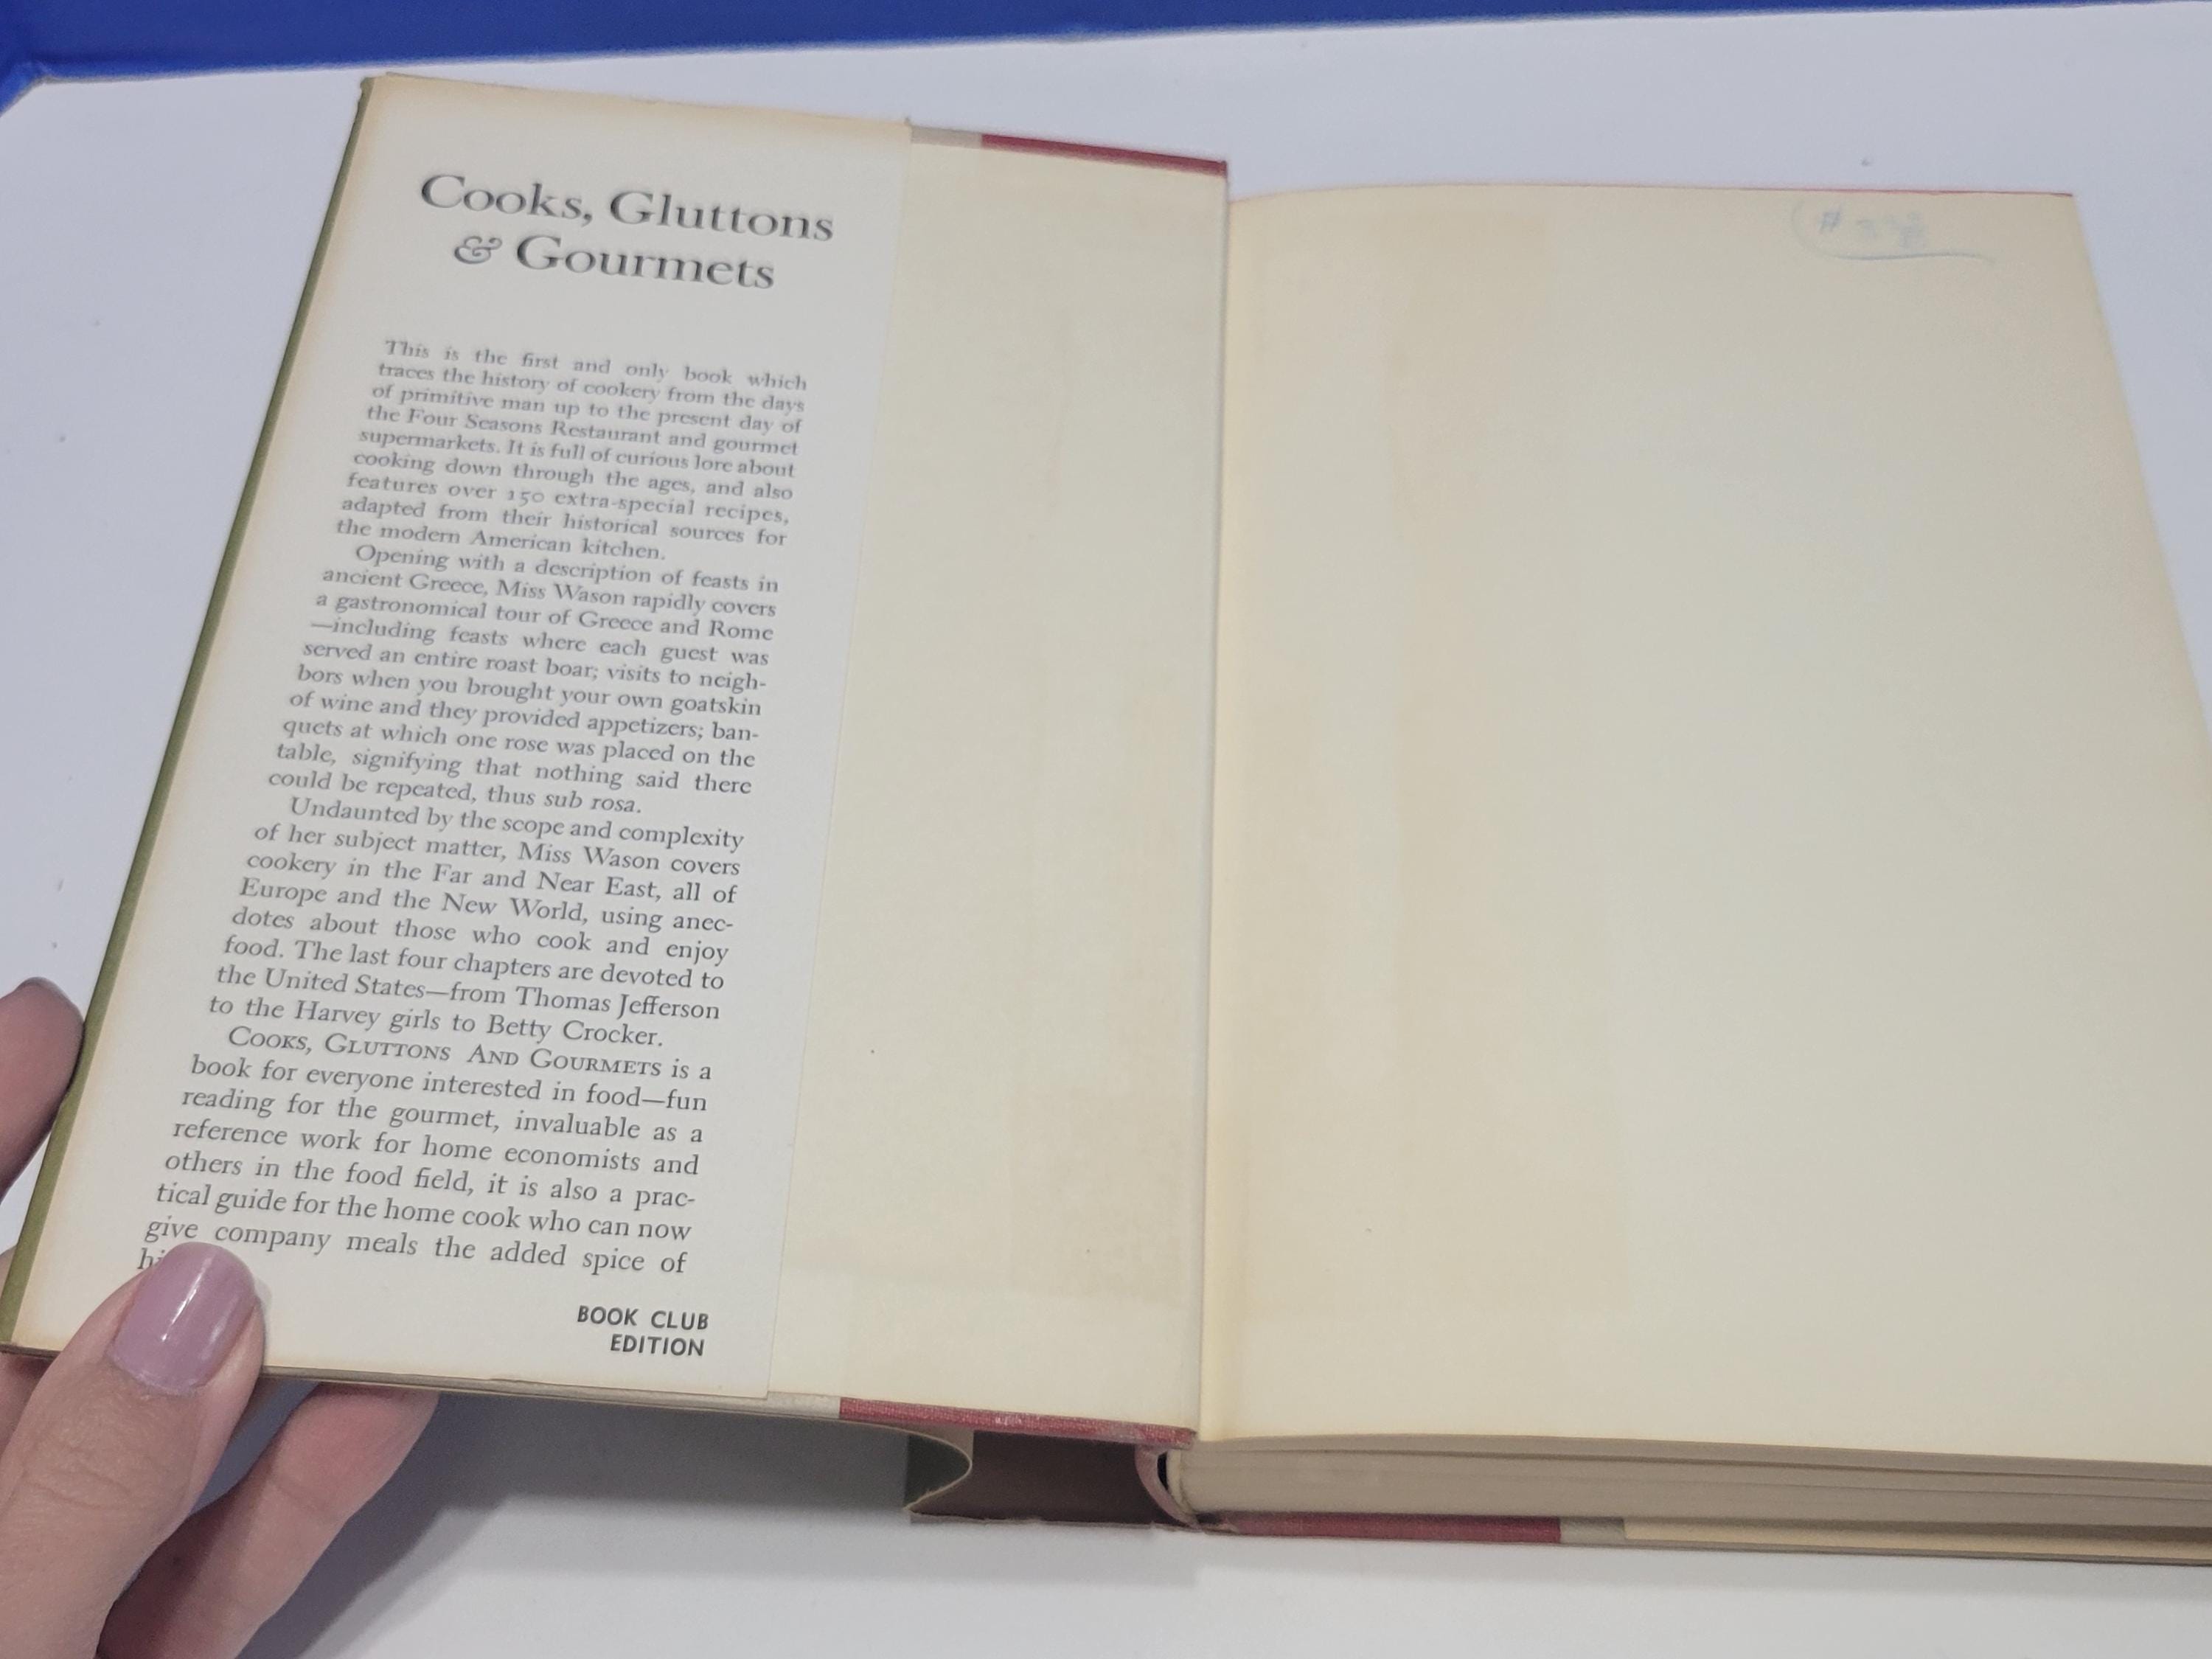 Cooks, Gluttons
& Gourmets
This is the first and only book which
traces the history of cookery from the days
of primitive man up to the present day of
the Four Seasons Restaurant and gourmet
supermarkets. It is full of curious lore about
cooking down through the ages, and also
features over 150 extra-special recipes,
adapted from their historical sources for
the modern American kitchen.
Opening with a description of feasts in
ancient Greece, Miss Wason rapidly covers
a gastronomical tour of Greece and Rome
—including feasts where each guest was
served an entire roast boar; visits to neigh-
bors when you brought your own goatskin
of wine and they provided appetizers; ban-
quets at which one rose was placed on the
table, signifying that nothing said there
could be repeated, thus sub rosa.
Undaunted by the scope and complexity
of her subject matter, Miss Wason covers
cookery in the Far and Near East, all of
Europe and the New World, using anec-
dotes about those who cook and enjoy
food. The last four chapters are devoted to
the United States—from Thomas Jefferson
to the Harvey girls to Betty Crocker.
COOKS, GLUTTONS AND GOURMETS is a
book for everyone interested in food—fun
reading for the gourmet, invaluable as a
reference work for home economists and
others in the food field, it is also a prac-
tical guide for the home cook who can now
give company meals the added spice of
BOOK CLUB
EDITION